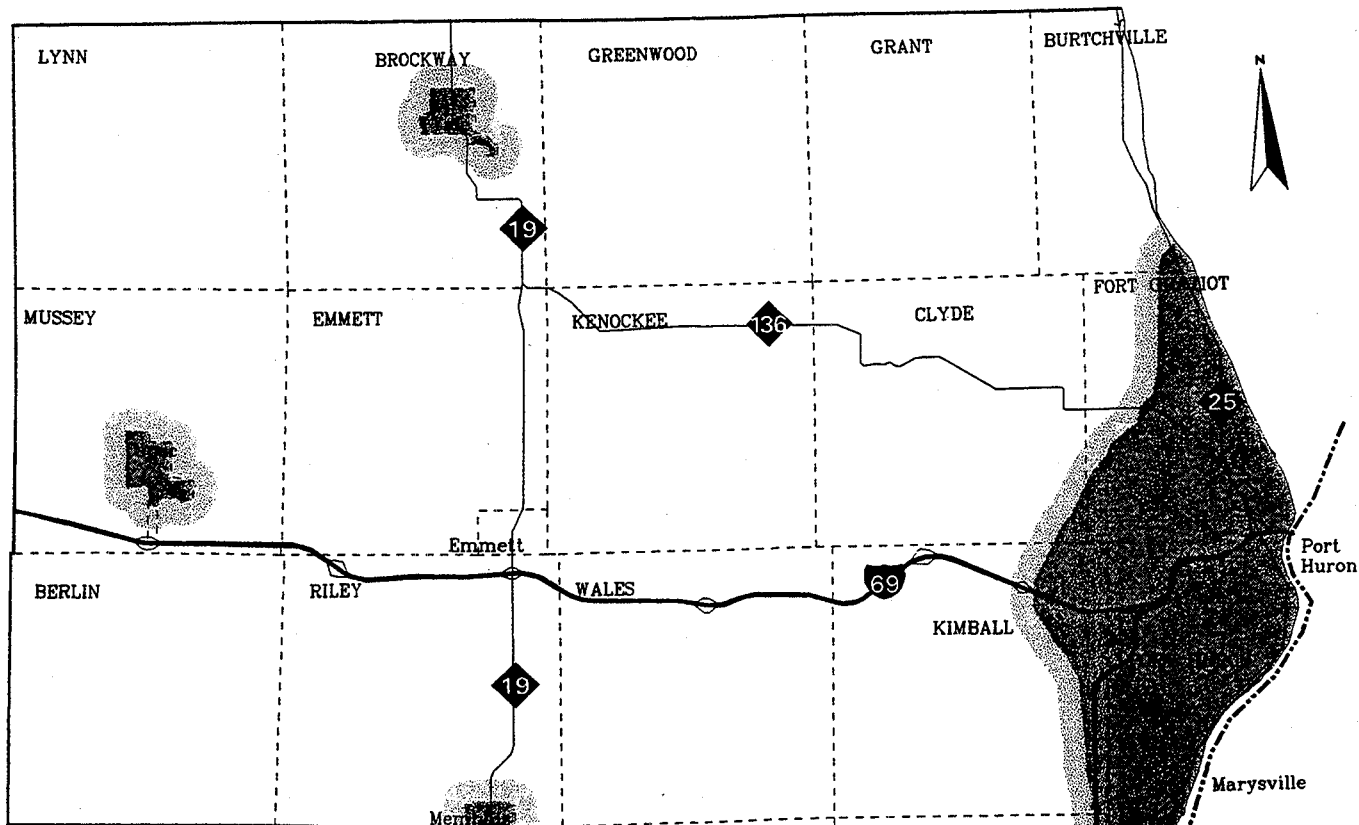 LYNN
BROCKWAY
GREENWOOD
GRANT
BURTCHVILLE
N
19
MUSSEY
EMMETT
KENOCKEE
136
CLYDE
FORT GRATIOT
25
Emmett
Port
Huron
BERLIN
RILEY
WALES
69
KIMBALL
19
Marysville